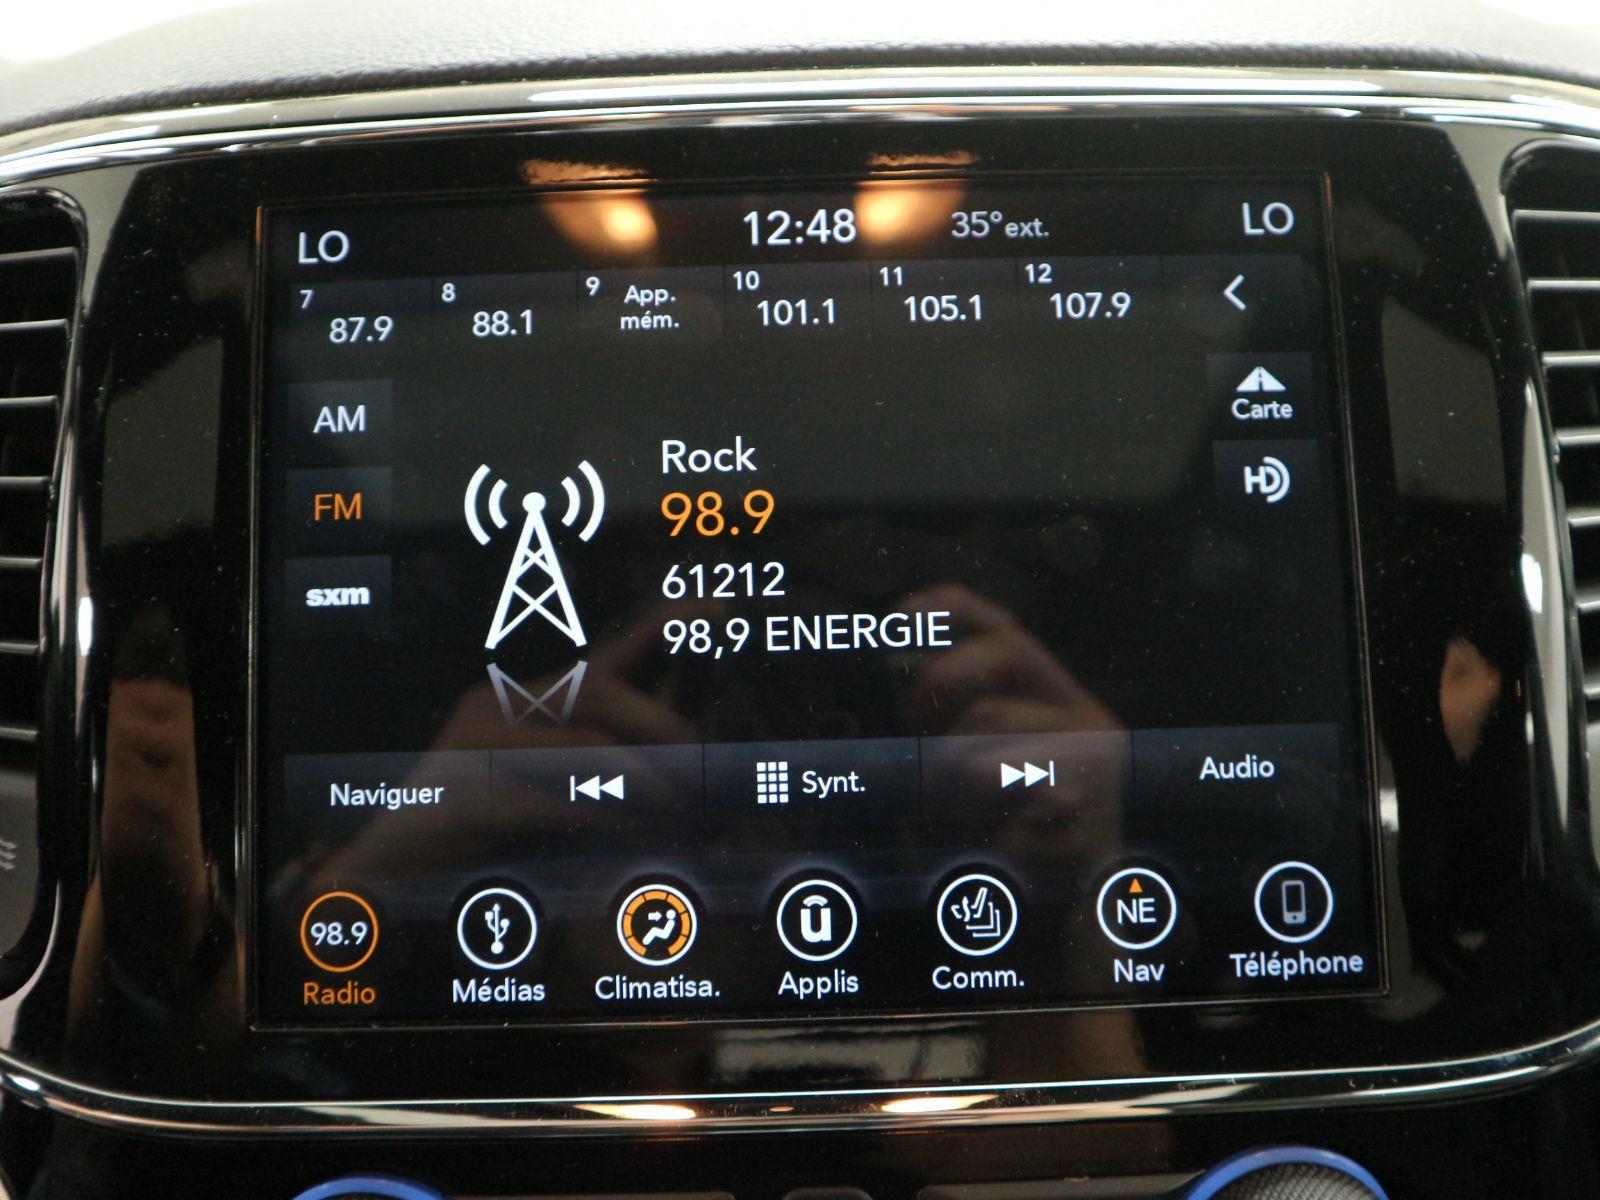 LO 12:48 35° ext. LO
7 87.9 8 88.1 9 App. mém. 10 101.1 11 105.1 12 107.9
AM
Carte
FM
HD
sxm
Rock
98.9
61212
98,9 ENERGIE
Naviguer Synt. Audio
98.9 NE
Radio Médias Climatisa. Applis Comm. Nav Téléphone